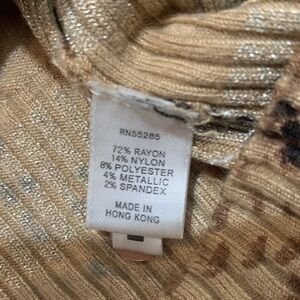 RN55285
72% RAYON
14% NYLON
8% POLYESTER
4% METALLIC
2% SPANDEX
MADE IN
HONG KONG